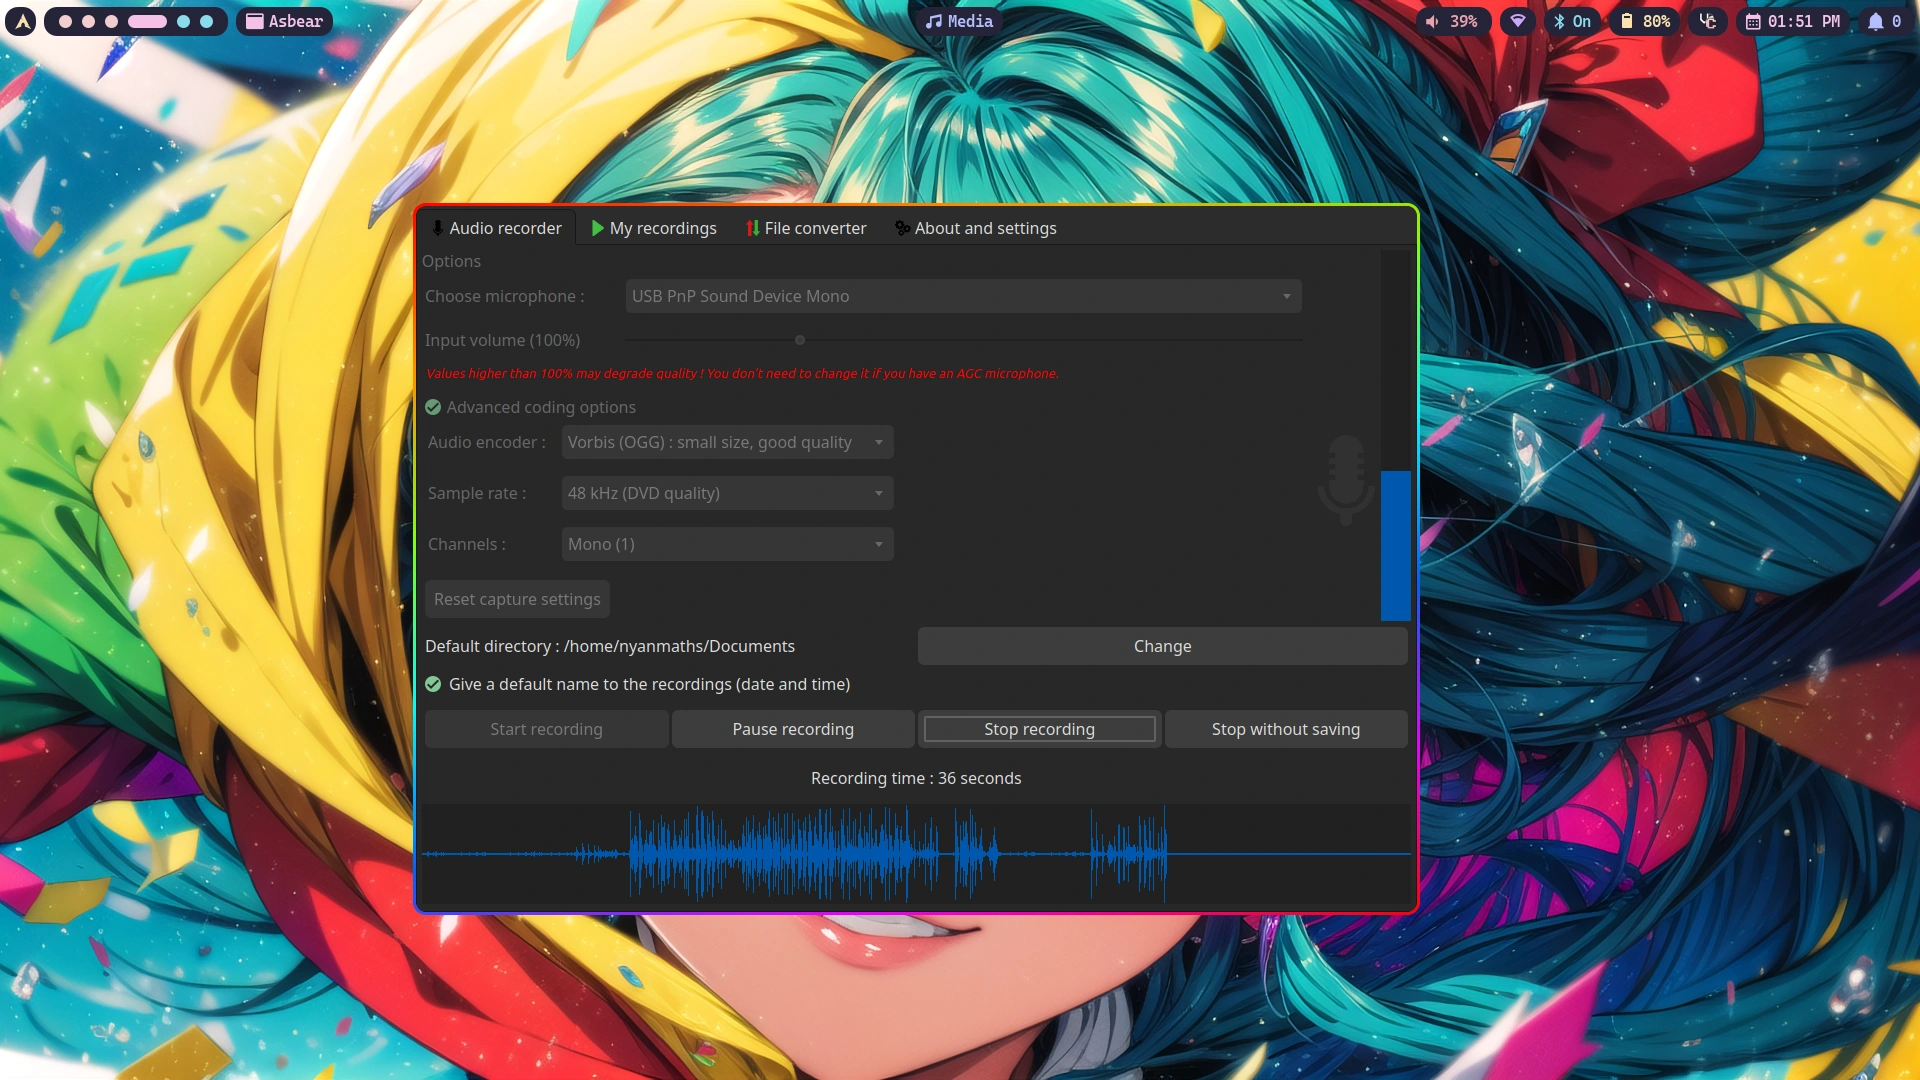 Asbear
Media
39%
On
80%
01:51 PM
0
Audio recorder
My recordings
File converter
About and settings
Options
Choose microphone :
USB PnP Sound Device Mono
Input volume (100%)
Values higher than 100% may degrade quality ! You don't need to change it if you have an AGC microphone.
Advanced coding options
Audio encoder :
Vorbis (OGG) : small size, good quality
Sample rate :
48 kHz (DVD quality)
Channels :
Mono (1)
Reset capture settings
Default directory : /home/nyanmaths/Documents
Change
Give a default name to the recordings (date and time)
Start recording
Pause recording
Stop recording
Stop without saving
Recording time : 36 seconds